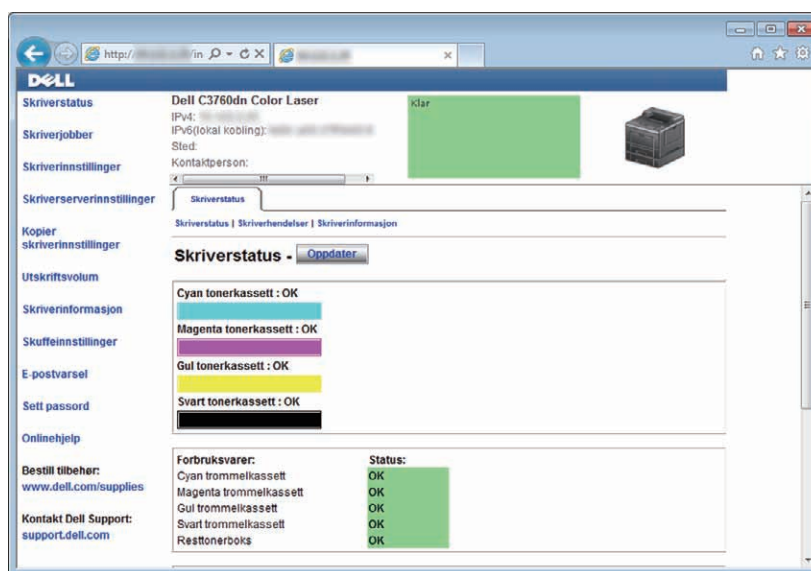 http:// /in
DELL
Skriverstatus
Skriverjobber
Skriverinnstillinger
Skriverserverinnstillinger
Kopier
skriverinnstillinger
Utskriftsvolum
Skriverinformasjon
Skuffeinnstillinger
E-postvarsel
Sett passord
Onlinehjelp
Bestill tilbehør:
www.dell.com/supplies
Kontakt Dell Support:
support.dell.com
Dell C3760dn Color Laser
IPv4:
IPv6(lokal kobling):
Sted:
Kontaktperson:
Klar
Skriverstatus
Skriverstatus | Skriverhendelser | Skriverinformasjon
Skriverstatus - Oppdater
Cyan tonerkassett : OK
Magenta tonerkassett : OK
Gul tonerkassett : OK
Svart tonerkassett : OK
Forbruksvarer: Status:
Cyan trommelkassett OK
Magenta trommelkassett OK
Gul trommelkassett OK
Svart trommelkassett OK
Resttonerboks OK